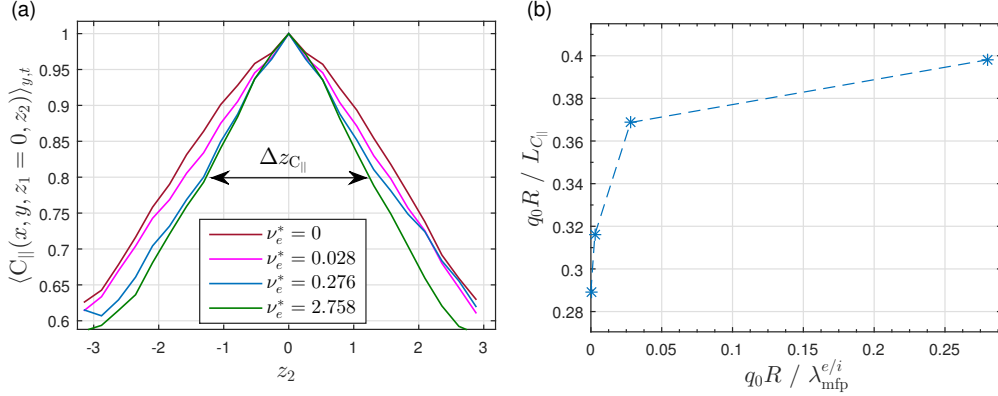 (a)
⟨C∥(x, y, z₁ = 0, z₂)⟩y,t
1
0.95
0.9
0.85
0.8
0.75
0.7
0.65
0.6
Δz_C∥
νₑ* = 0
νₑ* = 0.028
νₑ* = 0.276
νₑ* = 2.758
-3 -2 -1 0 1 2 3
z₂
(b)
q₀R / L_C∥
0.4
0.38
0.36
0.34
0.32
0.3
0.28
0 0.05 0.1 0.15 0.2 0.25
q₀R / λ_mfp^e/i